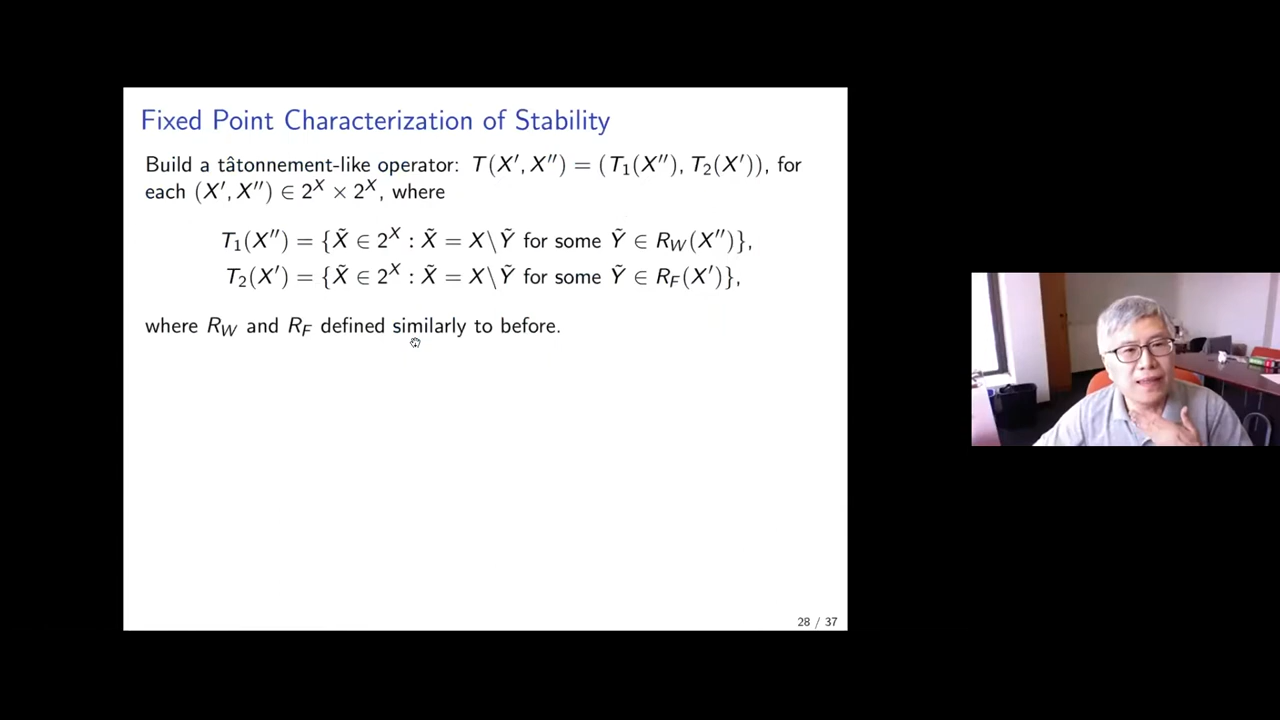 Fixed Point Characterization of Stability
Build a tâtonnement-like operator: T(X′, X″) = (T₁(X″), T₂(X′)), for
each (X′, X″) ∈ 2^X × 2^X, where
T₁(X″) = {X̃ ∈ 2^X : X̃ = X\Ỹ for some Ỹ ∈ R_W(X″)},
T₂(X′) = {X̃ ∈ 2^X : X̃ = X\Ỹ for some Ỹ ∈ R_F(X′)},
where R_W and R_F defined similarly to before.
28 / 37